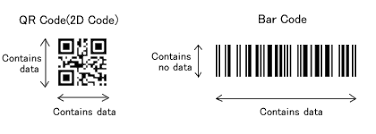 QR Code(2D Code)
Contains
data
Contains data
Bar Code
Contains
no data
Contains data